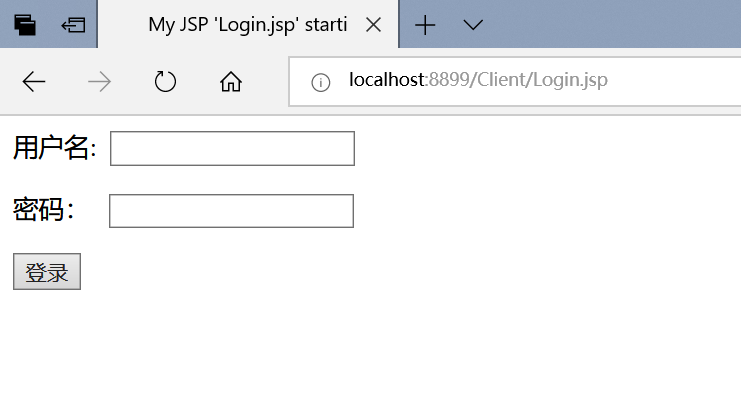 My JSP 'Login.jsp' starti
localhost:8899/Client/Login.jsp
用户名:
密码：
登录